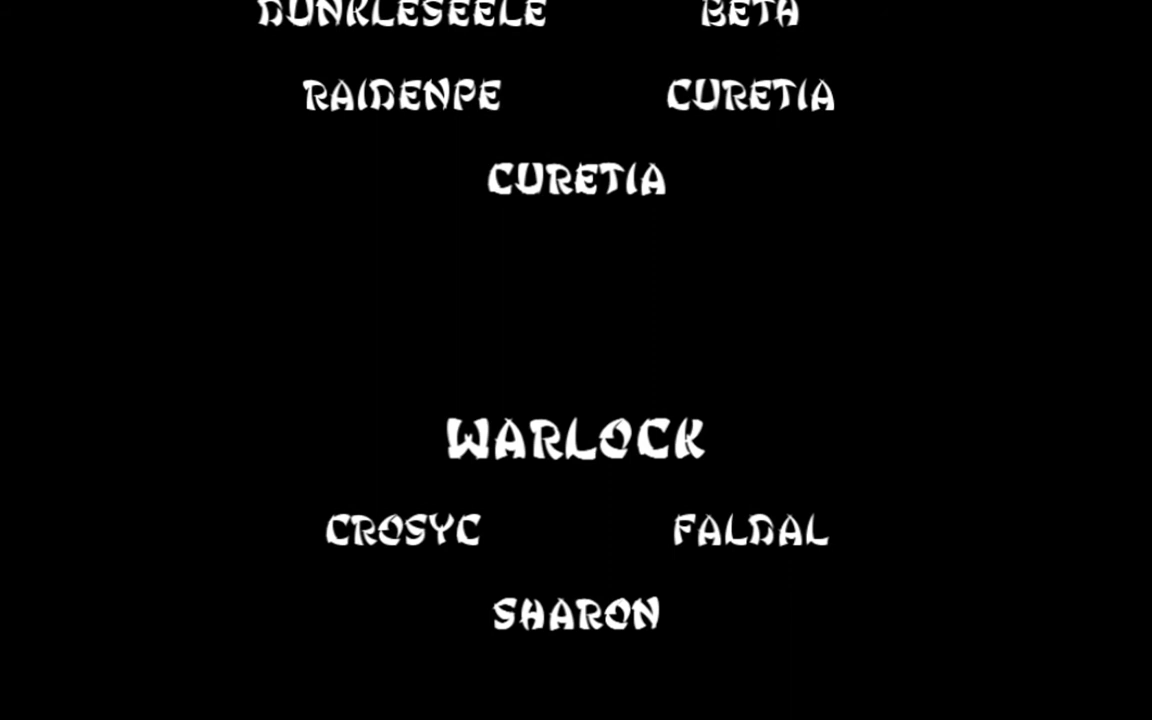 DUNKLESEELE BETA
RAIDENPE CURETIA
CURETIA
WARLOCK
CROSYC FALDAL
SHARON